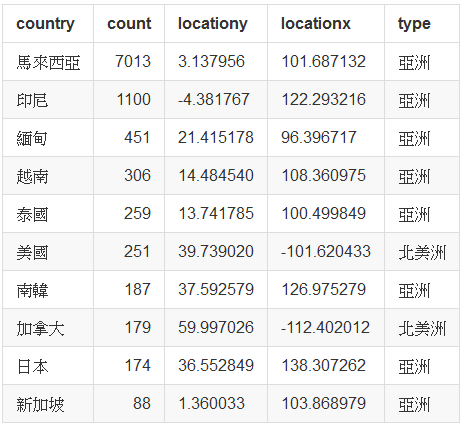 country count locationy locationx type
馬來西亞 7013 3.137956 101.687132 亞洲
印尼 1100 -4.381767 122.293216 亞洲
緬甸 451 21.415178 96.396717 亞洲
越南 306 14.484540 108.360975 亞洲
泰國 259 13.741785 100.499849 亞洲
美國 251 39.739020 -101.620433 北美洲
南韓 187 37.592579 126.975279 亞洲
加拿大 179 59.997026 -112.402012 北美洲
日本 174 36.552849 138.307262 亞洲
新加坡 88 1.360033 103.868979 亞洲